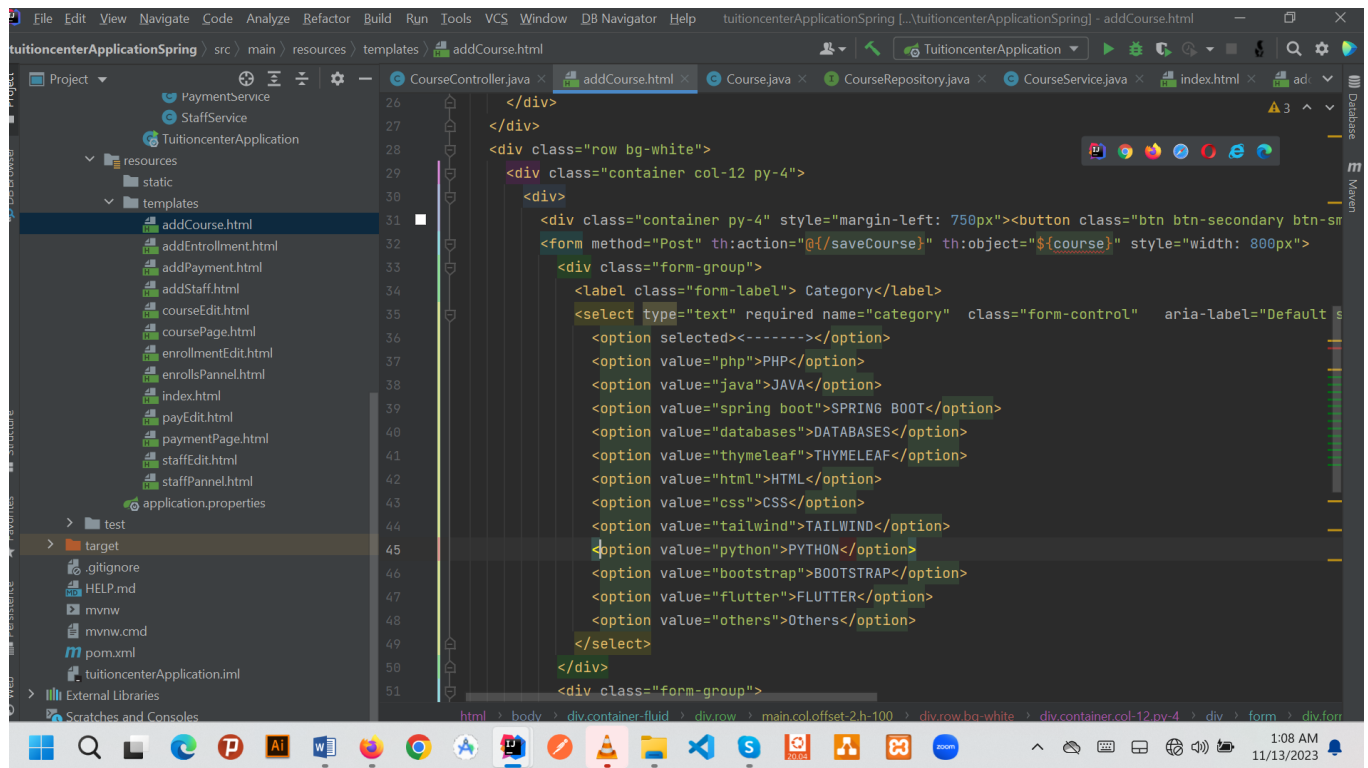 File Edit View Navigate Code Analyze Refactor Build Run Tools VCS Window DB Navigator Help tuitioncenterApplicationSpring [...\tuitioncenterApplicationSpring] - addCourse.html
tuitioncenterApplicationSpring src main resources templates addCourse.html TuitioncenterApplication
Project CourseController.java addCourse.html Course.java CourseRepository.java CourseService.java index.html
PaymentService
StaffService
TuitioncenterApplication
resources
static
templates
addCourse.html
addEntrollment.html
addPayment.html
addStaff.html
courseEdit.html
coursePage.html
enrollmentEdit.html
enrollsPannel.html
index.html
payEdit.html
paymentPage.html
staffEdit.html
staffPannel.html
application.properties
test
target
.gitignore
HELP.md
mvnw
mvnw.cmd
pom.xml
tuitioncenterApplication.iml
External Libraries
Scratches and Consoles
26 </div>
27 </div>
28 <div class="row bg-white">
29 <div class="container col-12 py-4">
30 <div>
31 <div class="container py-4" style="margin-left: 750px"><button class="btn btn-secondary btn-sm
32 <form method="Post" th:action="@{/saveCourse}" th:object="${course}" style="width: 800px">
33 <div class="form-group">
34 <label class="form-label"> Category</label>
35 <select type="text" required name="category" class="form-control" aria-label="Default s
36 <option selected><-------></option>
37 <option value="php">PHP</option>
38 <option value="java">JAVA</option>
39 <option value="spring boot">SPRING BOOT</option>
40 <option value="databases">DATABASES</option>
41 <option value="thymeleaf">THYMELEAF</option>
42 <option value="html">HTML</option>
43 <option value="css">CSS</option>
44 <option value="tailwind">TAILWIND</option>
45 <option value="python">PYTHON</option>
46 <option value="bootstrap">BOOTSTRAP</option>
47 <option value="flutter">FLUTTER</option>
48 <option value="others">Others</option>
49 </select>
50 </div>
51 <div class="form-group">
3
Database
Maven
html body div.container-fluid div.row main.col.offset-2.h-100 div.row.bg-white div.container.col-12.py-4 div form div.forr
zoom
20.04
1:08 AM
11/13/2023